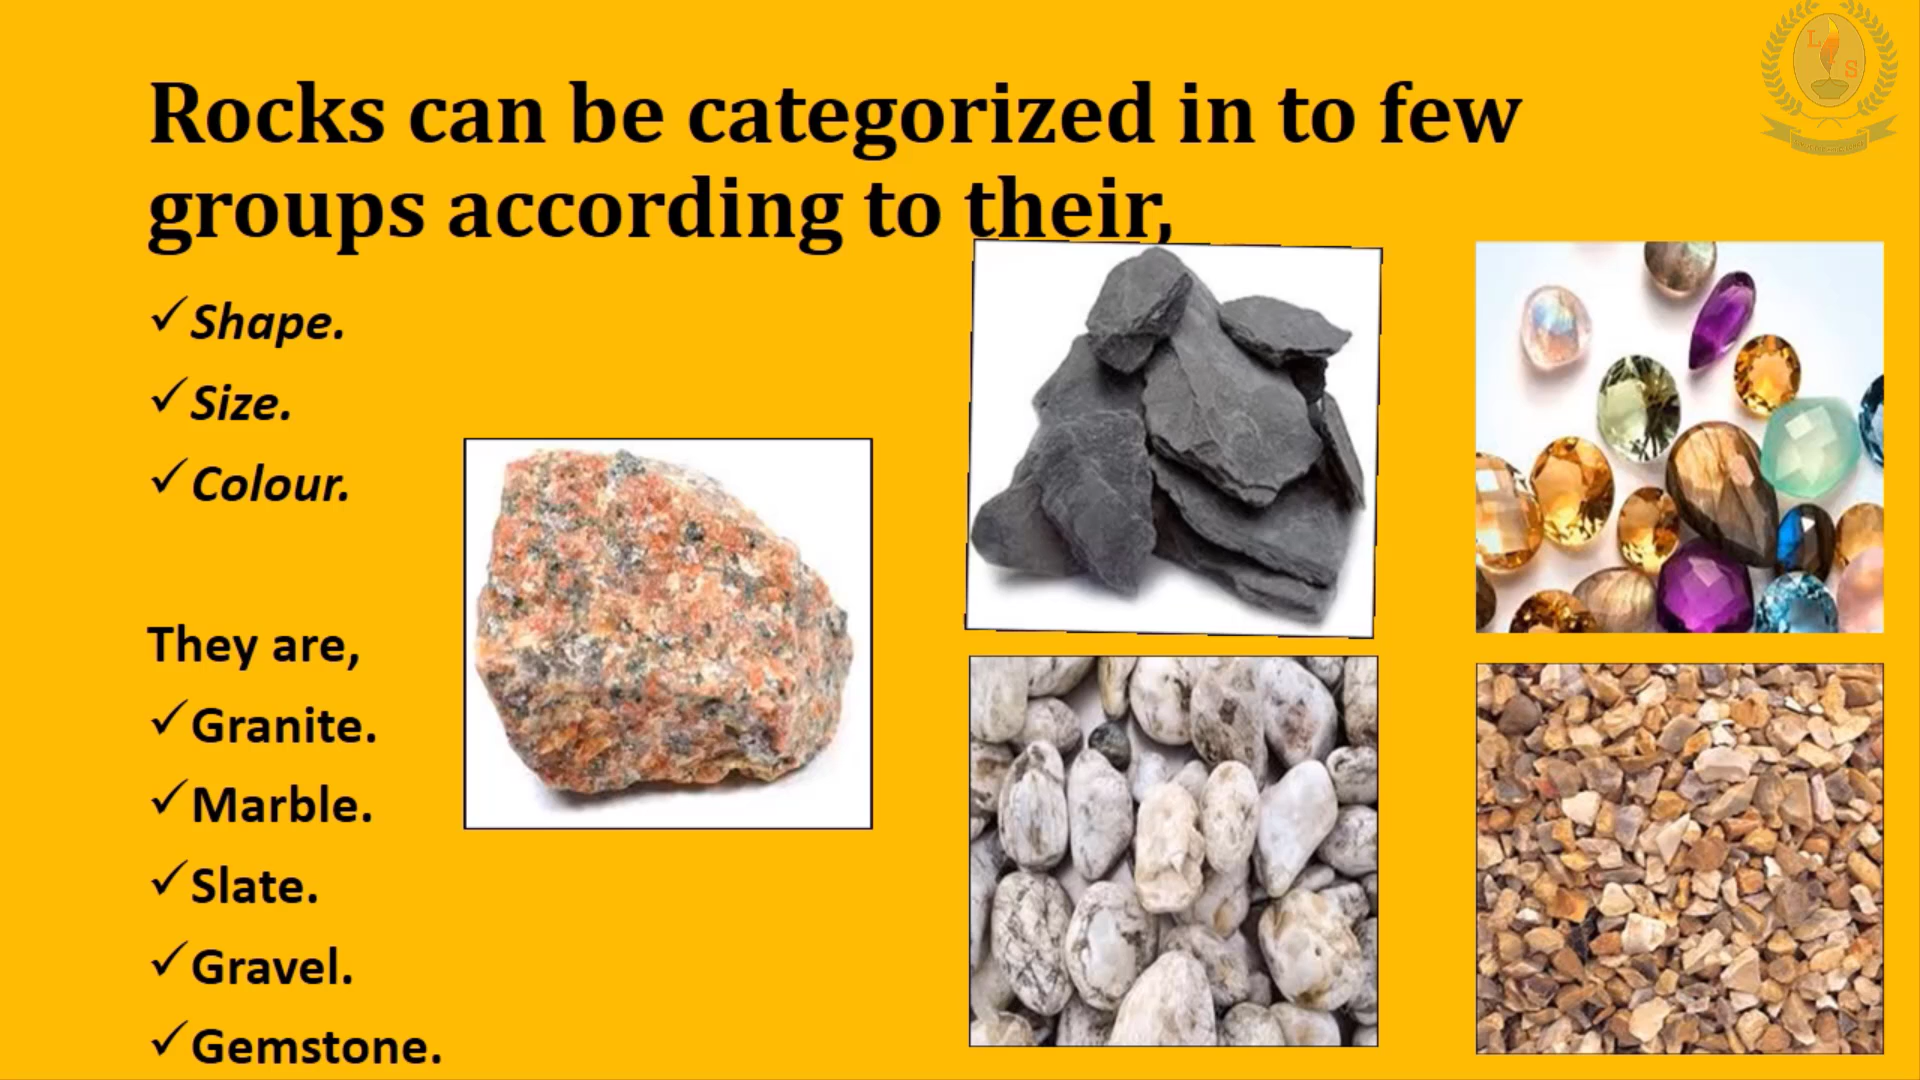 Rocks can be categorized in to few
groups according to their,
✓Shape.
✓Size.
✓Colour.
They are,
✓Granite.
✓Marble.
✓Slate.
✓Gravel.
✓Gemstone.
L
S